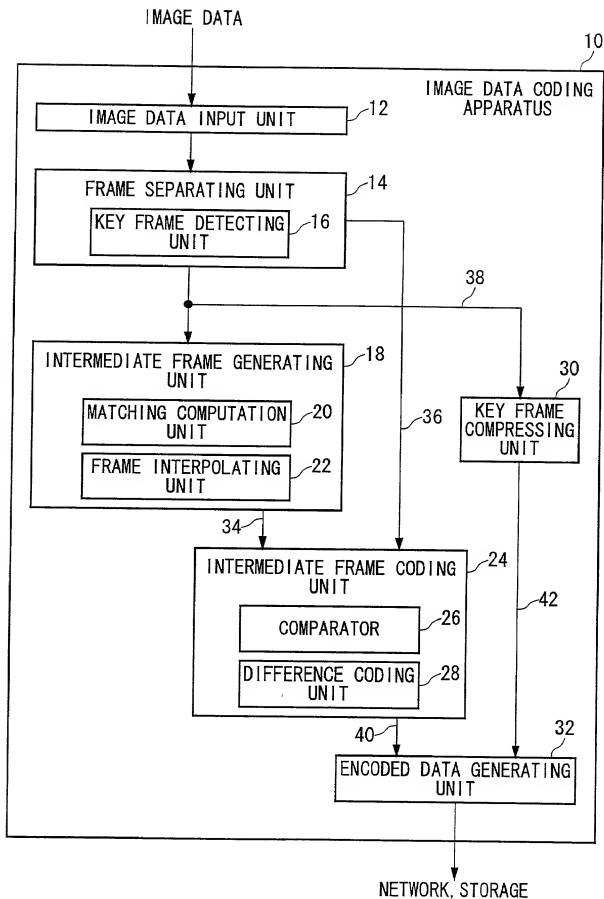 IMAGE DATA
10
IMAGE DATA CODING
APPARATUS
IMAGE DATA INPUT UNIT
12
FRAME SEPARATING UNIT
14
KEY FRAME DETECTING
UNIT
16
38
INTERMEDIATE FRAME GENERATING
UNIT
18
MATCHING COMPUTATION
UNIT
20
FRAME INTERPOLATING
UNIT
22
36
30
KEY FRAME
COMPRESSING
UNIT
34
INTERMEDIATE FRAME CODING
UNIT
24
COMPARATOR
26
DIFFERENCE CODING
UNIT
28
42
40
32
ENCODED DATA GENERATING
UNIT
NETWORK, STORAGE